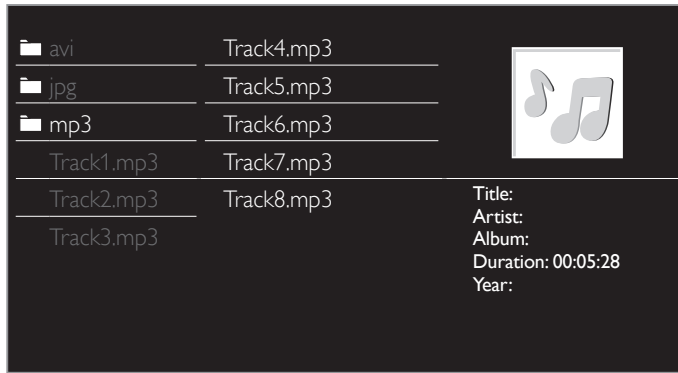 avi
jpg
mp3
Track1.mp3
Track2.mp3
Track3.mp3
Track4.mp3
Track5.mp3
Track6.mp3
Track7.mp3
Track8.mp3
Title:
Artist:
Album:
Duration: 00:05:28
Year: